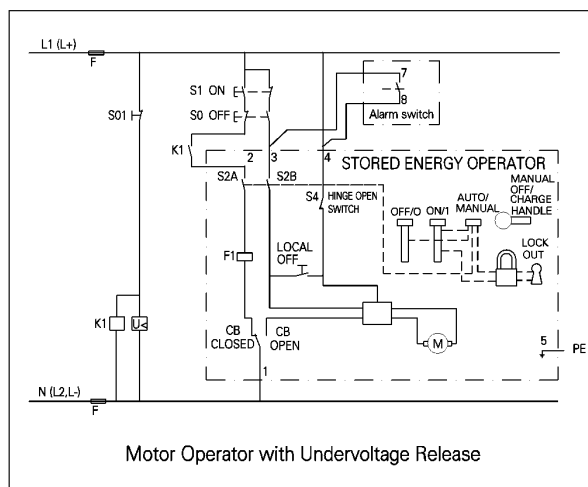 L1 (L+)
F
S1 ON
7
S01
S0 OFF
8
Alarm switch
K1
2
3
4
STORED ENERGY OPERATOR
S2A
S2B
MANUAL
OFF/
CHARGE
HANDLE
S4
HINGE OPEN
SWITCH
AUTO/
MANUAL
OFF/O
ON/1
LOCK
OUT
LOCAL
OFF
F1
K1
U<
CB
CLOSED
CB
OPEN
M
5
PE
1
N (L2,L-)
F
Motor Operator with Undervoltage Release